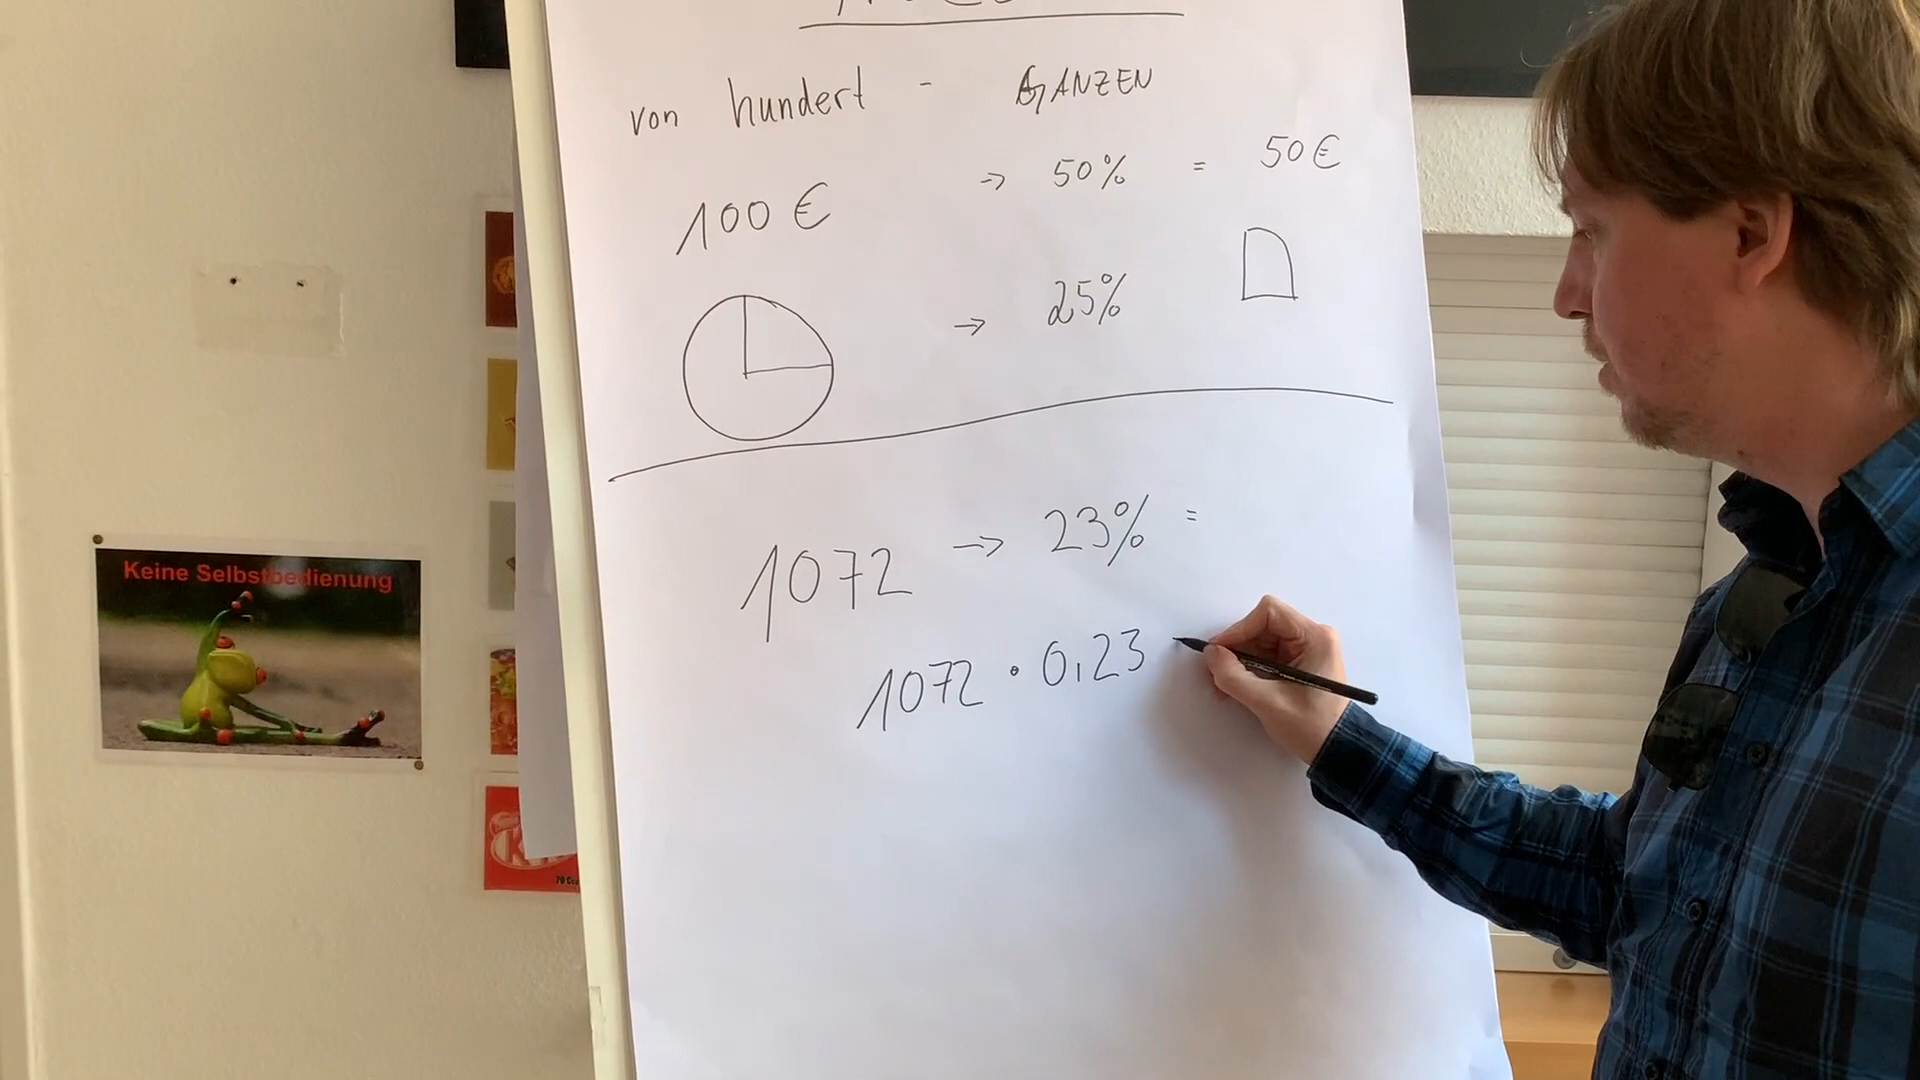 von hundert - GANZEN
100 € → 50% = 50 €
→ 25%
1072 → 23% =
1072 · 0,23
Keine Selbstbedienung